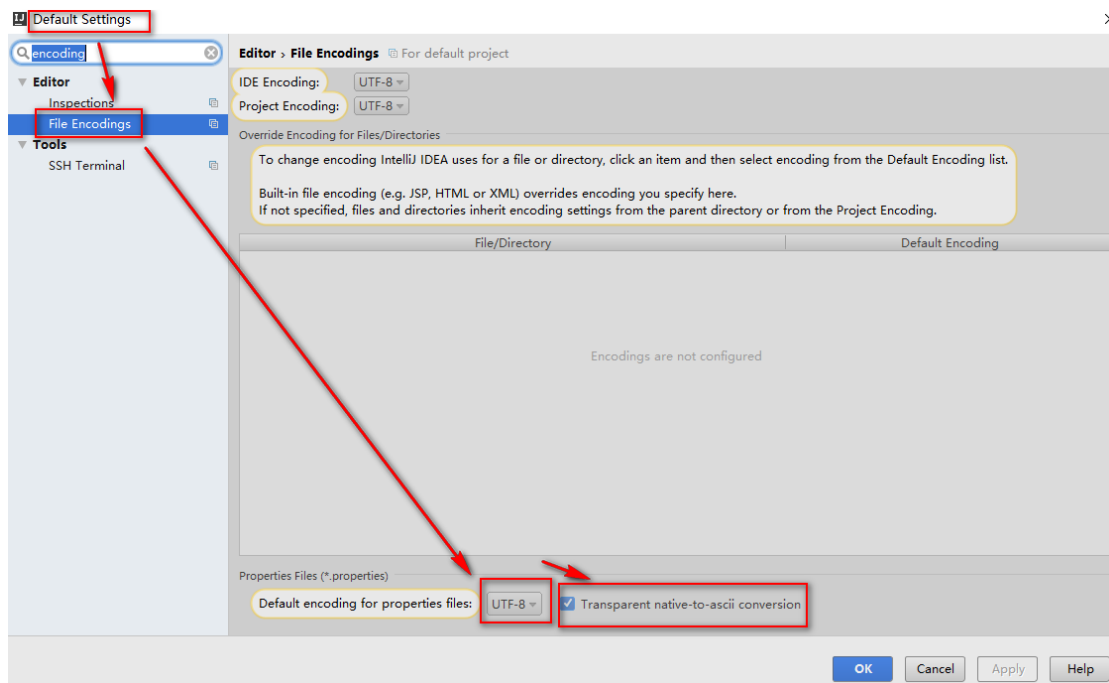 Default Settings
encoding
Editor
Inspections
File Encodings
Tools
SSH Terminal
Editor › File Encodings For default project
IDE Encoding: UTF-8
Project Encoding: UTF-8
Override Encoding for Files/Directories
To change encoding IntelliJ IDEA uses for a file or directory, click an item and then select encoding from the Default Encoding list.
Built-in file encoding (e.g. JSP, HTML or XML) overrides encoding you specify here.
If not specified, files and directories inherit encoding settings from the parent directory or from the Project Encoding.
File/Directory Default Encoding
Encodings are not configured
Properties Files (*.properties)
Default encoding for properties files: UTF-8 Transparent native-to-ascii conversion
OK Cancel Apply Help